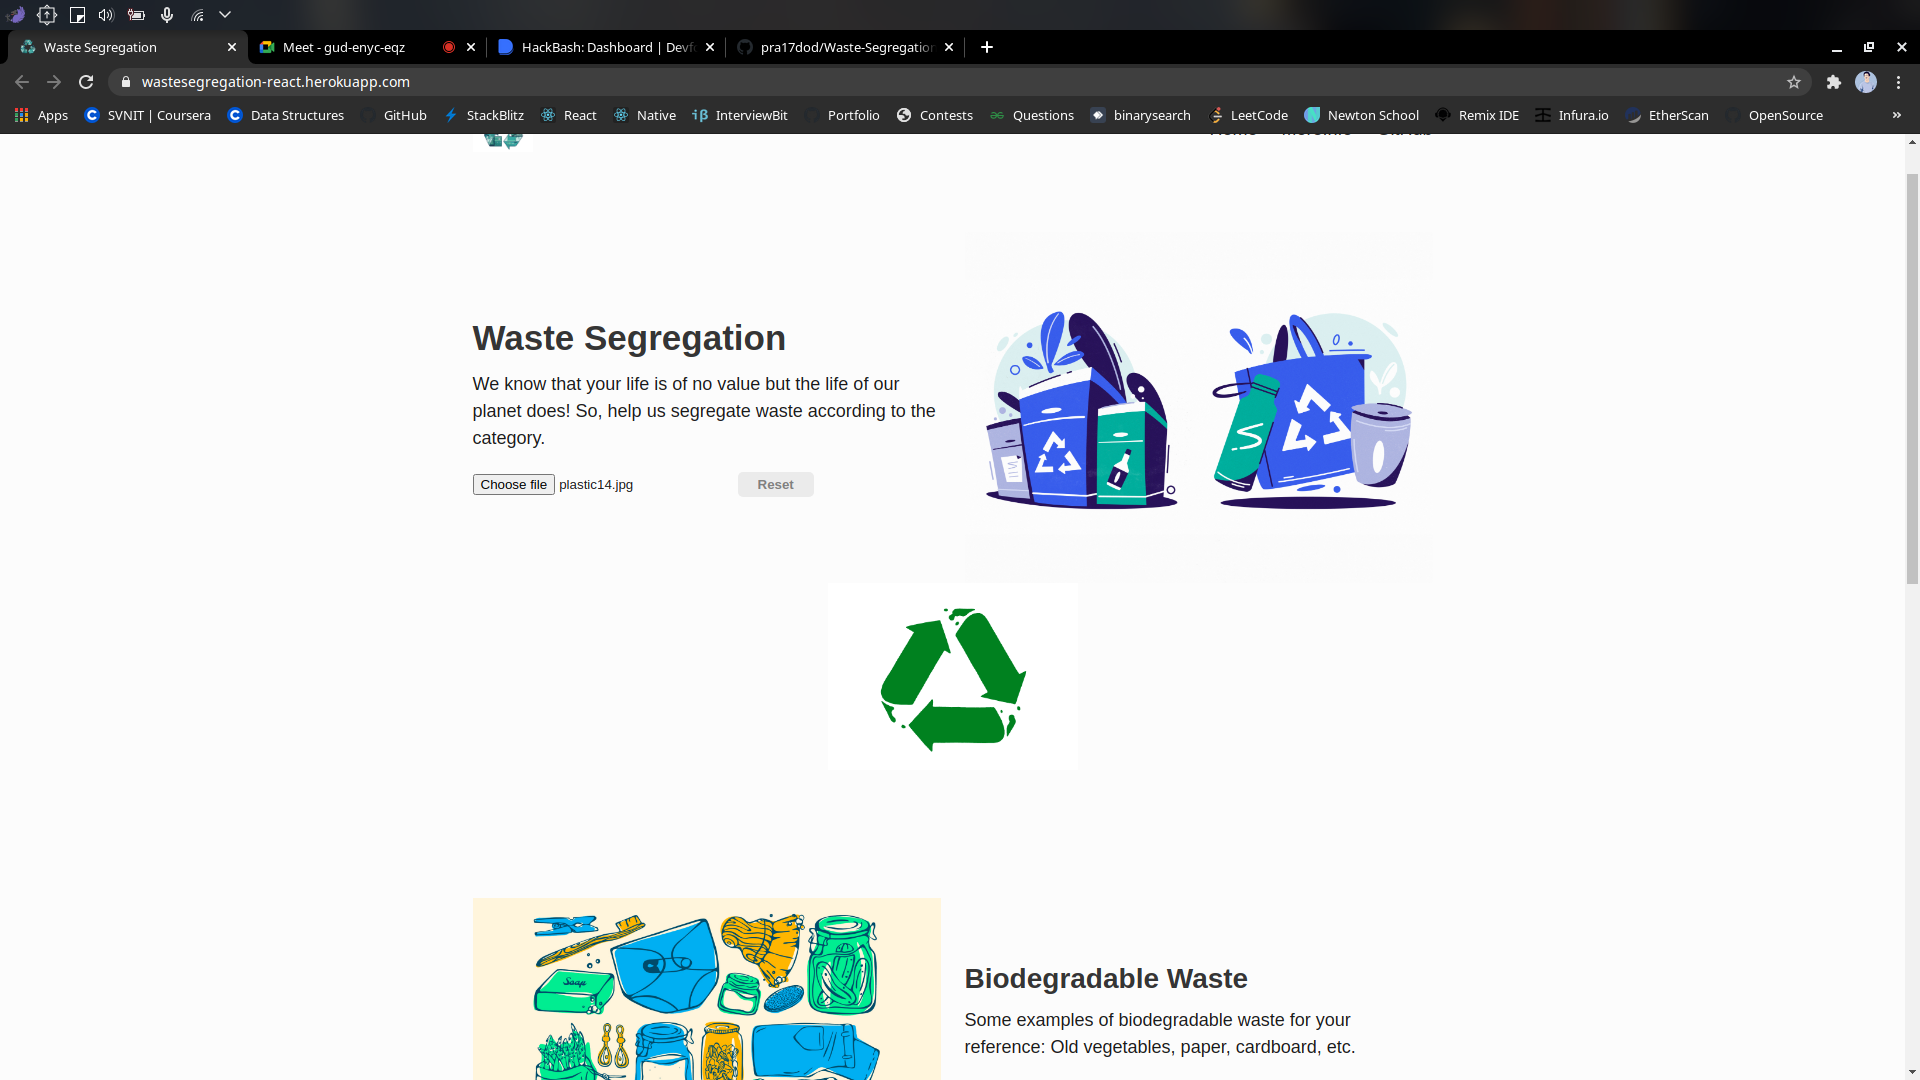 Waste Segregation
Meet - gud-enyc-eqz
HackBash: Dashboard | Devf
pra17dod/Waste-Segregation
wastesegregation-react.herokuapp.com
Apps
SVNIT | Coursera
Data Structures
GitHub
StackBlitz
React
Native
InterviewBit
Portfolio
Contests
Questions
binarysearch
LeetCode
Newton School
Remix IDE
Infura.io
EtherScan
OpenSource
»
Waste Segregation
We know that your life is of no value but the life of our
planet does! So, help us segregate waste according to the
category.
Choose file plastic14.jpg
Reset
Soap
Biodegradable Waste
Some examples of biodegradable waste for your
reference: Old vegetables, paper, cardboard, etc.